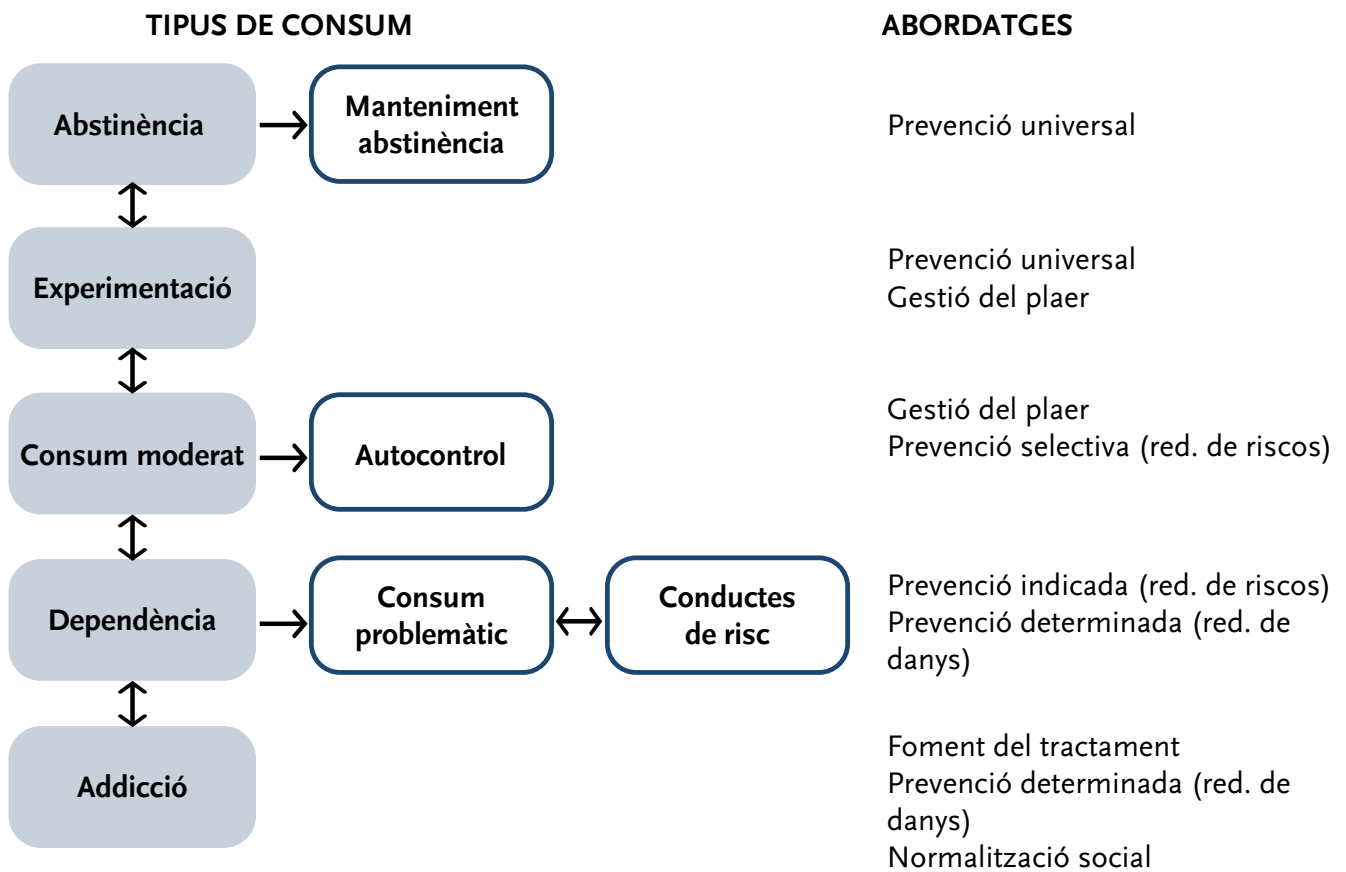 TIPUS DE CONSUM
ABORDATGES
Abstinència
Manteniment
abstinència
Prevenció universal
Experimentació
Prevenció universal
Gestió del plaer
Consum moderat
Autocontrol
Gestió del plaer
Prevenció selectiva (red. de riscos)
Dependència
Consum
problemàtic
Conductes
de risc
Prevenció indicada (red. de riscos)
Prevenció determinada (red. de
danys)
Addicció
Foment del tractament
Prevenció determinada (red. de
danys)
Normalització social